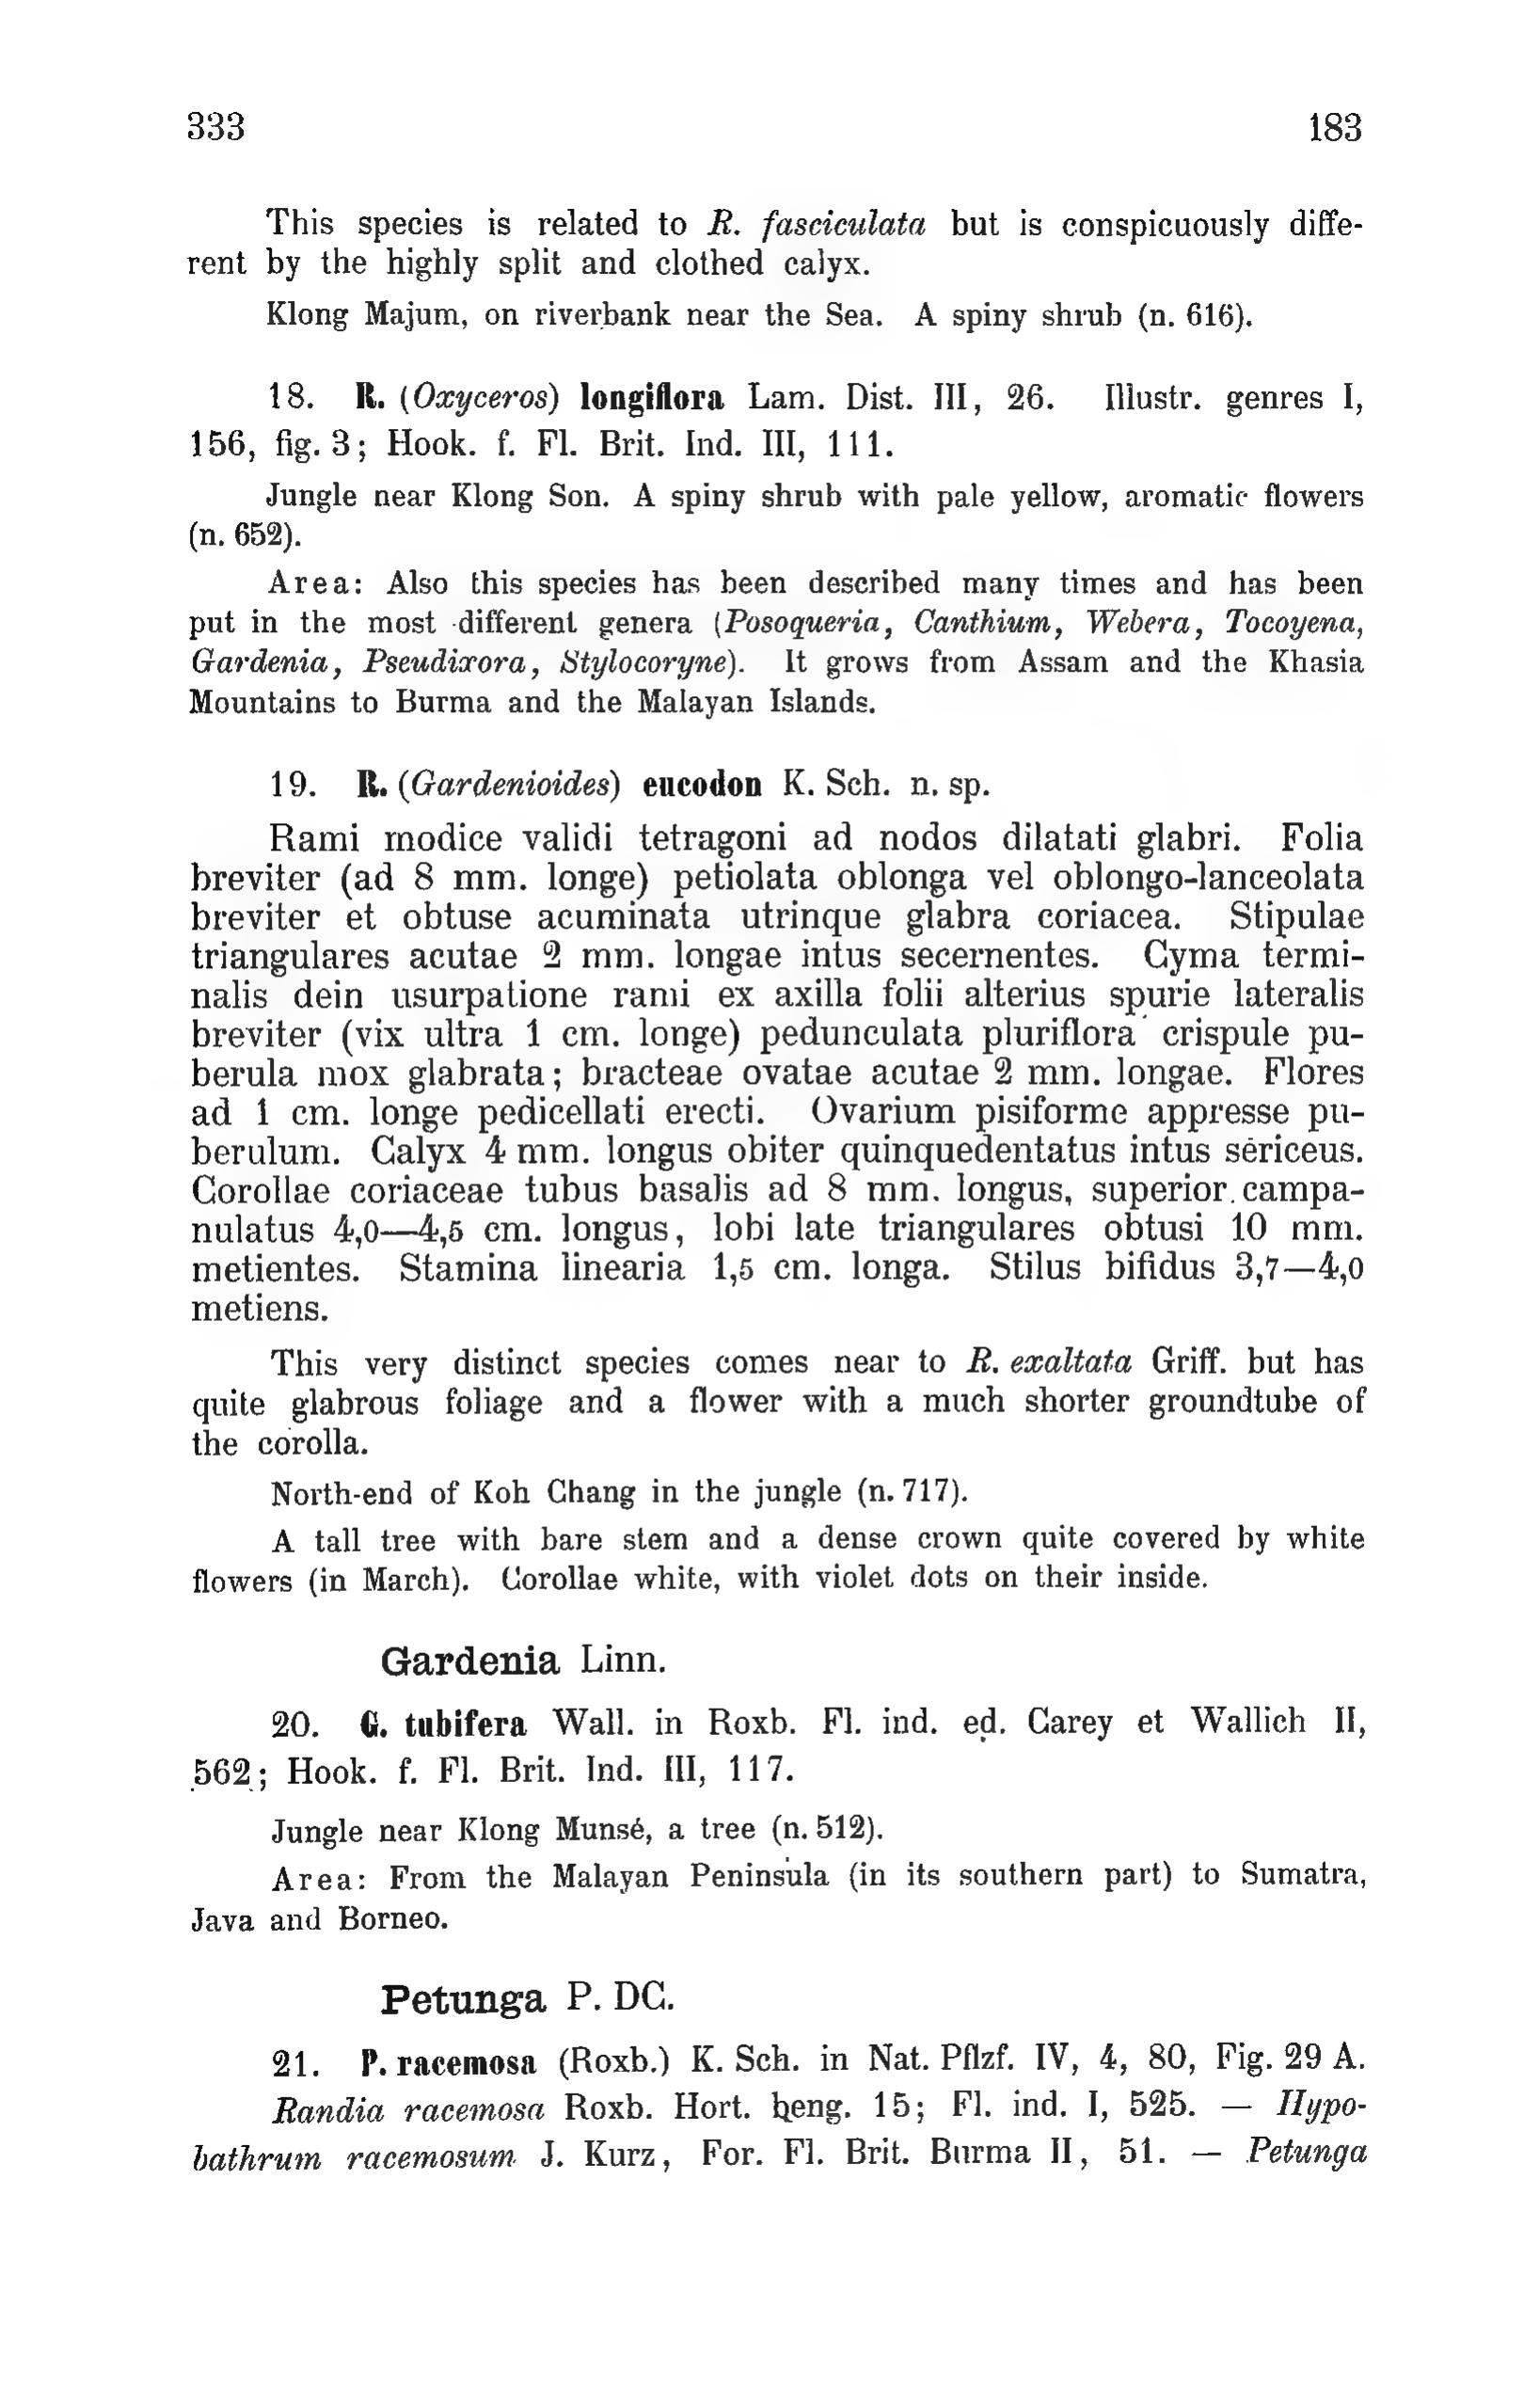 333 183
This species is related to R. fasciculata but is conspicuously diffe-
rent by the highly split and clothed calyx.
Klong Majum, on riverbank near the Sea. A spiny shrub (n. 616).
18. R. (Oxyceros) longiflora Lam. Dist. III, 26. Illustr. genres I,
156, fig. 3; Hook. f. Fl. Brit. Ind. III, 111.
Jungle near Klong Son. A spiny shrub with pale yellow, aromatic flowers
(n. 652).
Area: Also this species has been described many times and has been
put in the most different genera (Posoqueria, Canthium, Webera, Tocoyena,
Gardenia, Pseudixora, Stylocoryne). It grows from Assam and the Khasia
Mountains to Burma and the Malayan Islands.
19. R. (Gardenioides) eucodon K. Sch. n. sp.
Rami modice validi tetragoni ad nodos dilatati glabri. Folia
breviter (ad 8 mm. longe) petiolata oblonga vel oblongo-lanceolata
breviter et obtuse acuminata utrinque glabra coriacea. Stipulae
triangulares acutae 2 mm. longae intus secernentes. Cyma termi-
nalis dein usurpatione rami ex axilla folii alterius spurie lateralis
breviter (vix ultra 1 cm. longe) pedunculata pluriflora crispule pu-
berula mox glabrata; bracteae ovatae acutae 2 mm. longae. Flores
ad 1 cm. longe pedicellati erecti. Ovarium pisiforme appresse pu-
berulum. Calyx 4 mm. longus obiter quinquedentatus intus sericeus.
Corollae coriaceae tubus basalis ad 8 mm. longus, superior campa-
nulatus 4,0—4,5 cm. longus, lobi late triangulares obtusi 10 mm.
metientes. Stamina linearia 1,5 cm. longa. Stilus bifidus 3,7—4,0
metiens.
This very distinct species comes near to R. exaltata Griff. but has
quite glabrous foliage and a flower with a much shorter groundtube of
the corolla.
North-end of Koh Chang in the jungle (n. 717).
A tall tree with bare stem and a dense crown quite covered by white
flowers (in March). Corollae white, with violet dots on their inside.
Gardenia Linn.
20. G. tubifera Wall. in Roxb. Fl. ind. ed. Carey et Wallich II,
562; Hook. f. Fl. Brit. Ind. III, 117.
Jungle near Klong Munsé, a tree (n. 512).
Area: From the Malayan Peninsula (in its southern part) to Sumatra,
Java and Borneo.
Petunga P. DC.
21. P. racemosa (Roxb.) K. Sch. in Nat. Pflzf. IV, 4, 80, Fig. 29 A.
Randia racemosa Roxb. Hort. beng. 15; Fl. ind. I, 525. — Hypo-
bathrum racemosum J. Kurz, For. Fl. Brit. Burma II, 51. — Petunga